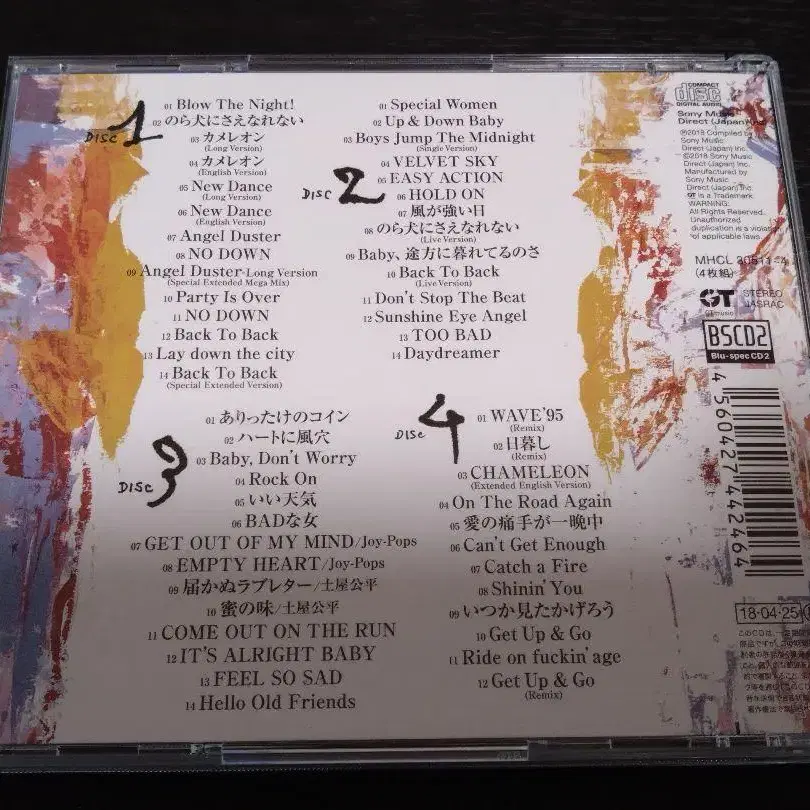 DISC 1
01 Blow The Night!
02 のら犬にさえなれない
03 カメレオン
(Long Version)
04 カメレオン
(English Version)
05 New Dance
(Long Version)
06 New Dance
(English Version)
07 Angel Duster
08 NO DOWN
09 Angel Duster-Long Version
(Special Extended Mega Mix)
10 Party Is Over
11 NO DOWN
12 Back To Back
13 Lay down the city
14 Back To Back
(Special Extended Version)
DISC 2
01 Special Women
02 Up & Down Baby
03 Boys Jump The Midnight
(Single Version)
04 VELVET SKY
05 EASY ACTION
06 HOLD ON
07 風が強い日
08 のら犬にさえなれない
(Live Version)
09 Baby、途方に暮れてるのさ
10 Back To Back
(Live Version)
11 Don't Stop The Beat
12 Sunshine Eye Angel
13 TOO BAD
14 Daydreamer
DISC 3
01 ありったけのコイン
02 ハートに風穴
03 Baby, Don't Worry
04 Rock On
05 いい天気
06 BADな女
07 GET OUT OF MY MIND/Joy-Pops
08 EMPTY HEART/Joy-Pops
09 届かぬラブレター/土屋公平
10 蜜の味/土屋公平
11 COME OUT ON THE RUN
12 IT'S ALRIGHT BABY
13 FEEL SO SAD
14 Hello Old Friends
DISC 4
01 WAVE'95
(Remix)
02 日暮し
(Remix)
03 CHAMELEON
(Extended English Version)
04 On The Road Again
05 愛の痛手が一晩中
06 Can't Get Enough
07 Catch a Fire
08 Shinin' You
09 いつか見たかげろう
10 Get Up & Go
11 Ride on fuckin' age
12 Get Up & Go
(Remix)
COMPACT
disc
DIGITAL AUDIO
Sony Music
Direct (Japan) Inc.
℗2018 Compiled by
Sony Music
Direct (Japan) Inc.
©2018 Sony Music
Direct (Japan) Inc.
Manufactured by
Sony Music
Direct (Japan) Inc.
GT is a Trademark.
WARNING:
All Rights Reserved.
Unauthorized
duplication is a violation
of applicable laws.
MHCL
(4枚組)
GT
GTmusic
STEREO
JASRAC
BSCD2
Blu-spec CD2
4 560427 442464
18・04・25